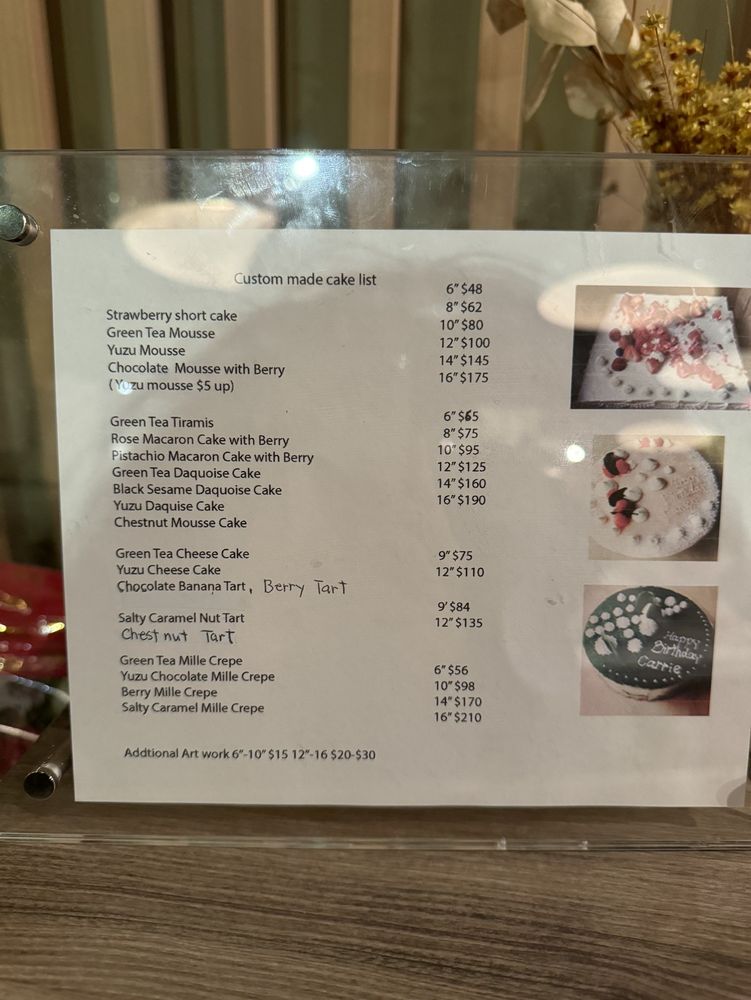 Custom made cake list
6" $48
8" $62
10" $80
12" $100
14" $145
16" $175
Strawberry short cake
Green Tea Mousse
Yuzu Mousse
Chocolate Mousse with Berry
(Yuzu mousse $5 up)
Green Tea Tiramis
Rose Macaron Cake with Berry
Pistachio Macaron Cake with Berry
Green Tea Daquoise Cake
Black Sesame Daquoise Cake
Yuzu Daquise Cake
Chestnut Mousse Cake
6" $65
8" $75
10" $95
12" $125
14" $160
16" $190
Green Tea Cheese Cake
Yuzu Cheese Cake
Chocolate Banana Tart, Berry Tart
9" $75
12" $110
Salty Caramel Nut Tart
Chestnut Tart
9' $84
12" $135
Green Tea Mille Crepe
Yuzu Chocolate Mille Crepe
Berry Mille Crepe
Salty Caramel Mille Crepe
6" $56
10" $98
14" $170
16" $210
Addtional Art work 6"-10" $15 12"-16 $20-$30
Happy
Birthday
Carrie